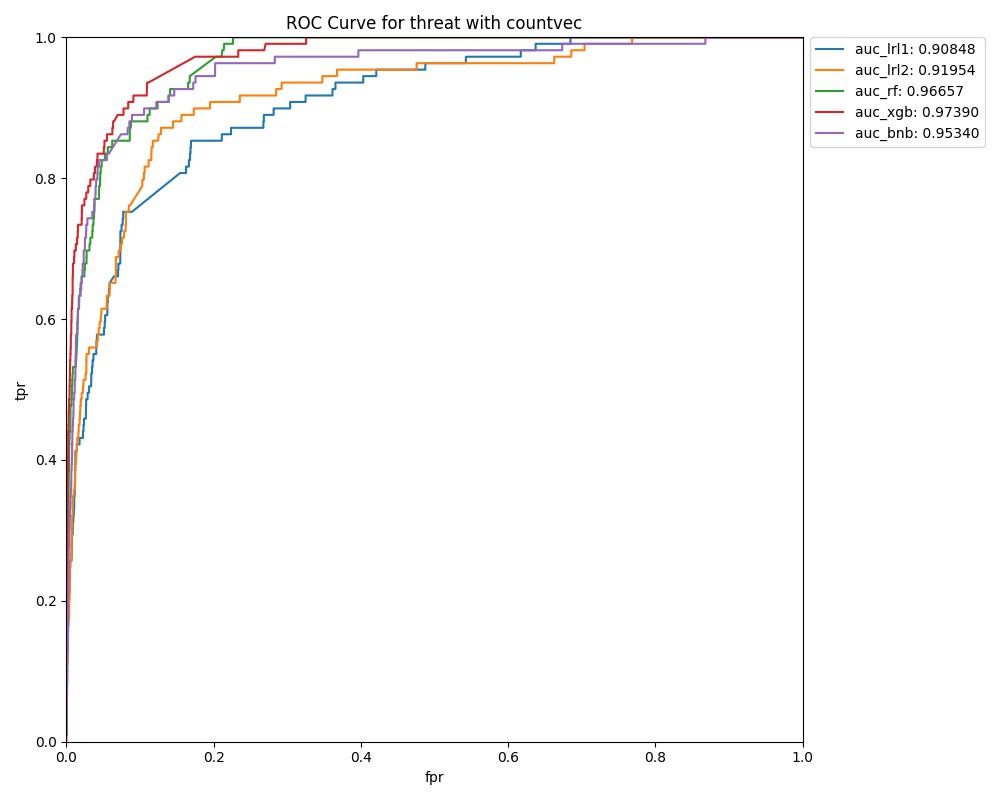 ROC Curve for threat with countvec
auc_lrl1: 0.90848
auc_lrl2: 0.91954
auc_rf: 0.96657
auc_xgb: 0.97390
auc_bnb: 0.95340
1.0
0.8
0.6
0.4
0.2
0.0
tpr
0.0 0.2 0.4 0.6 0.8 1.0
fpr